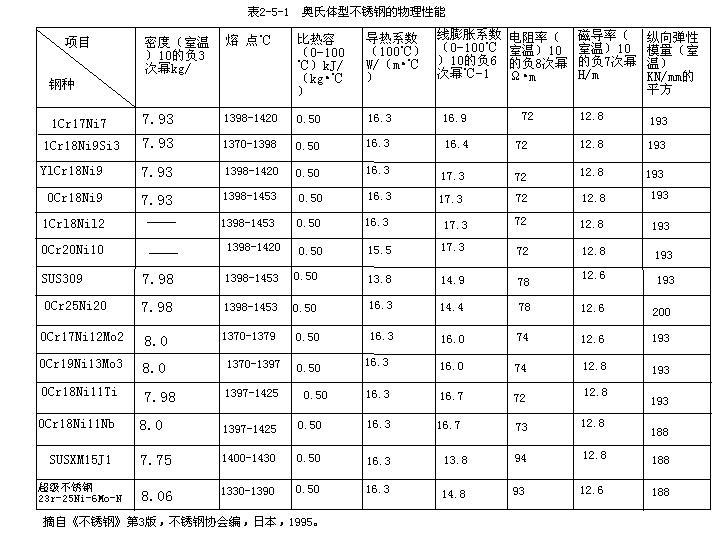 表2-5-1 奥氏体型不锈钢的物理性能
项目
钢种
密度（室温
）10的负3
次幂kg/
熔 点℃
比热容
（0-100
℃）kJ/
（kg•℃
）
导热系数
（100℃）
W/（m•℃
）
线膨胀系数
（0-100℃
）10的负6
次幂℃-1
电阻率（
室温）10
的负8次幂
Ω•m
磁导率（
室温）10
的负7次幂
H/m
纵向弹性
模量（室
温）
KN/mm的
平方
1Cr17Ni7 7.93 1398-1420 0.50 16.3 16.9 72 12.8 193
1Cr18Ni9Si3 7.93 1370-1398 0.50 16.3 16.4 72 12.8 193
YlCr18Ni9 7.93 1398-1420 0.50 16.3 17.3 72 12.8 193
0Cr18Ni9 7.93 1398-1453 0.50 16.3 17.3 72 12.8 193
1Crl8Nil2 —— 1398-1453 0.50 16.3 17.3 72 12.8 193
0Cr20Ni10 —— 1398-1420 0.50 15.5 17.3 72 12.8 193
SUS309 7.98 1398-1453 0.50 13.8 14.9 78 12.6 193
0Cr25Ni20 7.98 1398-1453 0.50 16.3 14.4 78 12.6 200
0Cr17Ni12Mo2 8.0 1370-1379 0.50 16.3 16.0 74 12.6 193
0Cr19Ni13Mo3 8.0 1370-1397 0.50 16.3 16.0 74 12.8 193
0Cr18Ni11Ti 7.98 1397-1425 0.50 16.3 16.7 72 12.8 193
0Cr18Ni11Nb 8.0 1397-1425 0.50 16.3 16.7 73 12.8 188
SUSXM15J1 7.75 1400-1430 0.50 16.3 13.8 94 12.8 188
超级不锈钢
23r-25Ni-6Mo-N 8.06 1330-1390 0.50 16.3 14.8 93 12.6 188
摘自《不锈钢》第3版，不锈钢协会编，日本，1995。